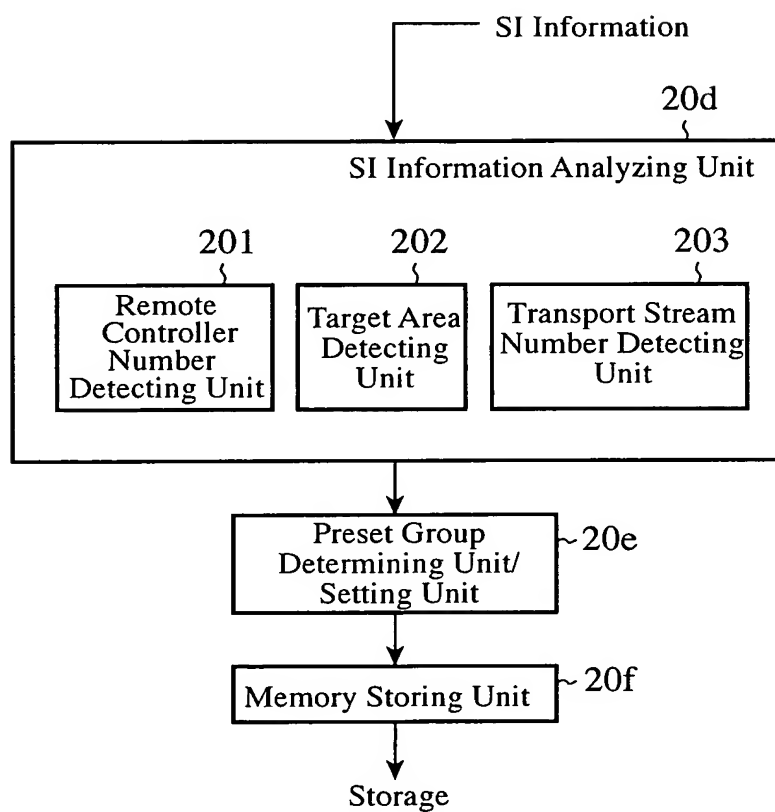 SI Information
20d
SI Information Analyzing Unit
201
202
203
Remote
Controller
Number
Detecting Unit
Target Area
Detecting
Unit
Transport Stream
Number Detecting
Unit
Preset Group
Determining Unit/
Setting Unit
20e
Memory Storing Unit
20f
Storage